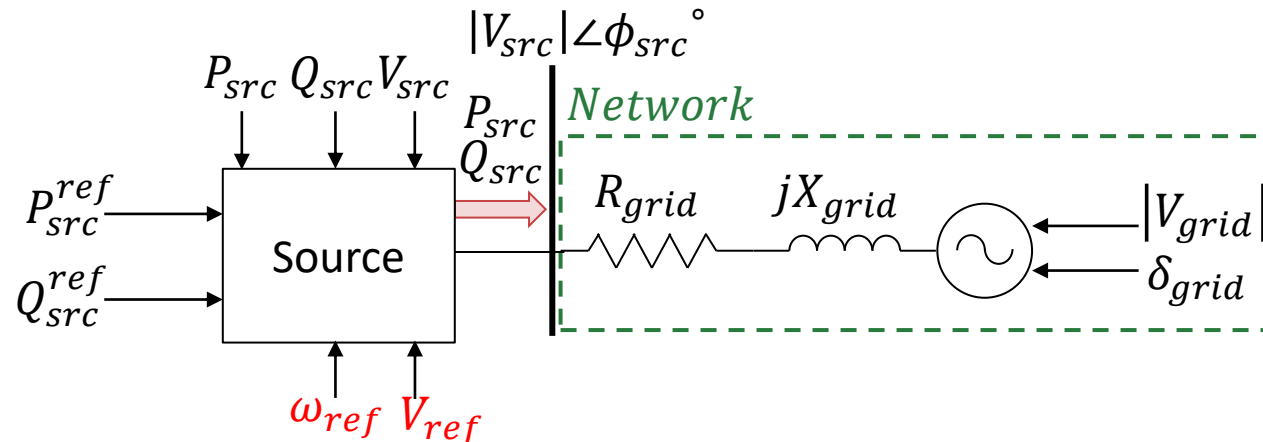 |V_src|∠ϕ_src°
P_src Q_src V_src
Network
P_src
Q_src
P_src^ref
R_grid
jX_grid
|V_grid|
Source
δ_grid
Q_src^ref
ω_ref V_ref